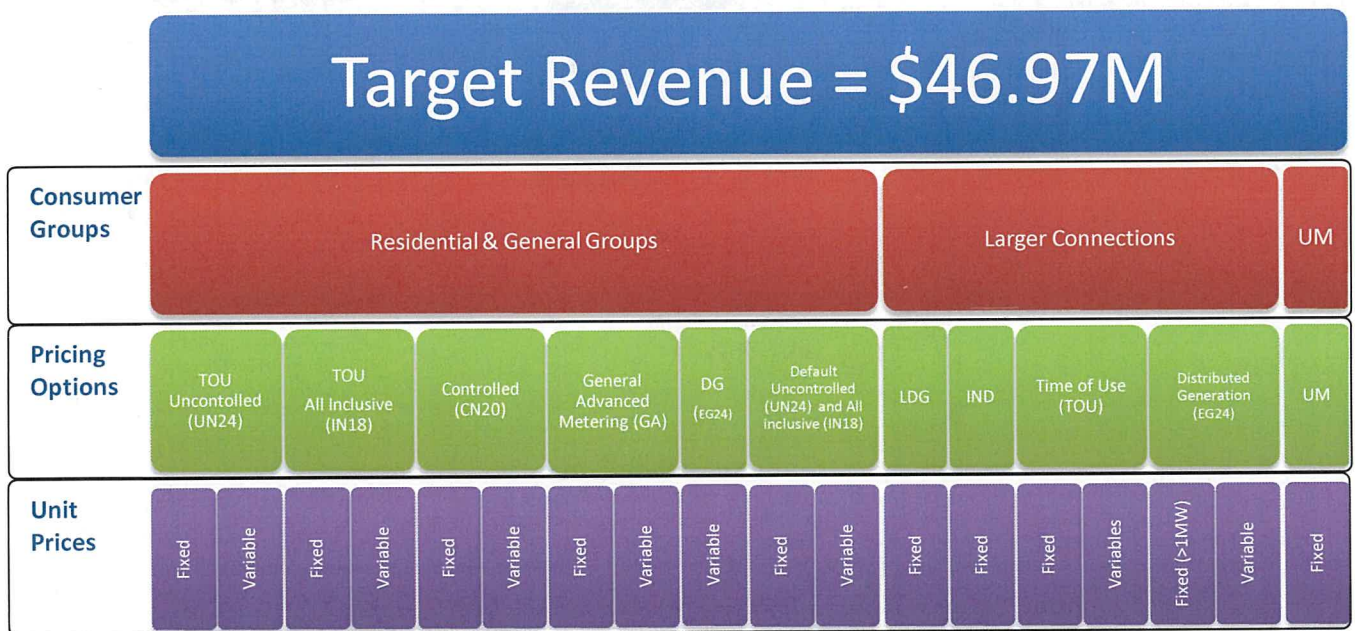 Target Revenue = $46.97M
Consumer
Groups
Residential & General Groups
Larger Connections
UM
Pricing
Options
TOU
Uncontolled
(UN24)
TOU
All Inclusive
(IN18)
Controlled
(CN20)
General
Advanced
Metering (GA)
DG
(EG24)
Default
Uncontrolled
(UN24) and All
inclusive (IN18)
LDG
IND
Time of Use
(TOU)
Distributed
Generation
(EG24)
UM
Unit
Prices
Fixed
Variable
Fixed
Variable
Fixed
Variable
Fixed
Variable
Variable
Fixed
Variable
Fixed
Fixed
Fixed
Variables
Fixed (>1MW)
Variable
Fixed